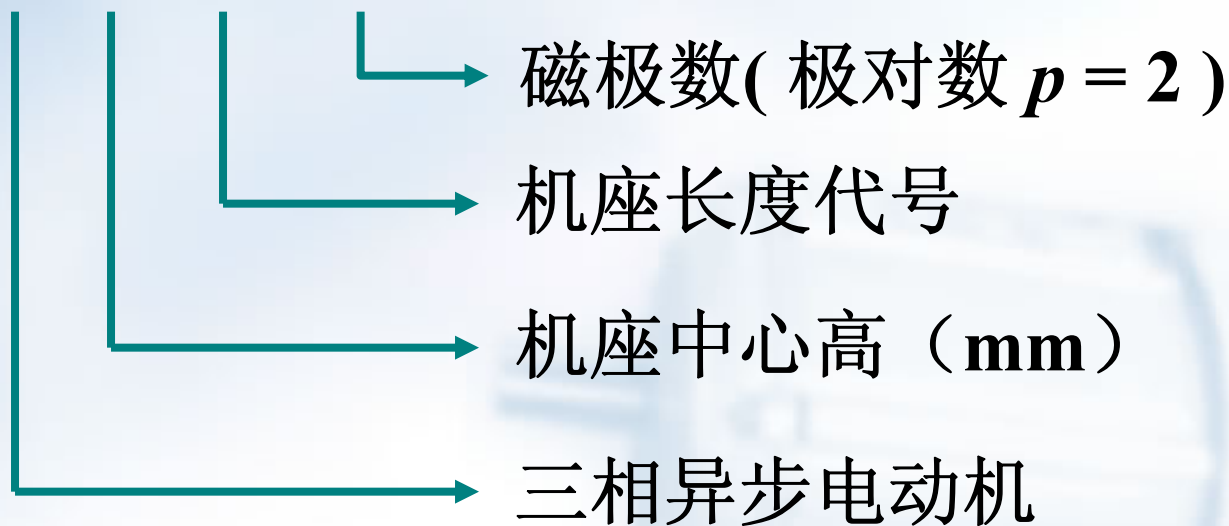 磁极数( 极对数 p = 2 )
机座长度代号
机座中心高（mm）
三相异步电动机